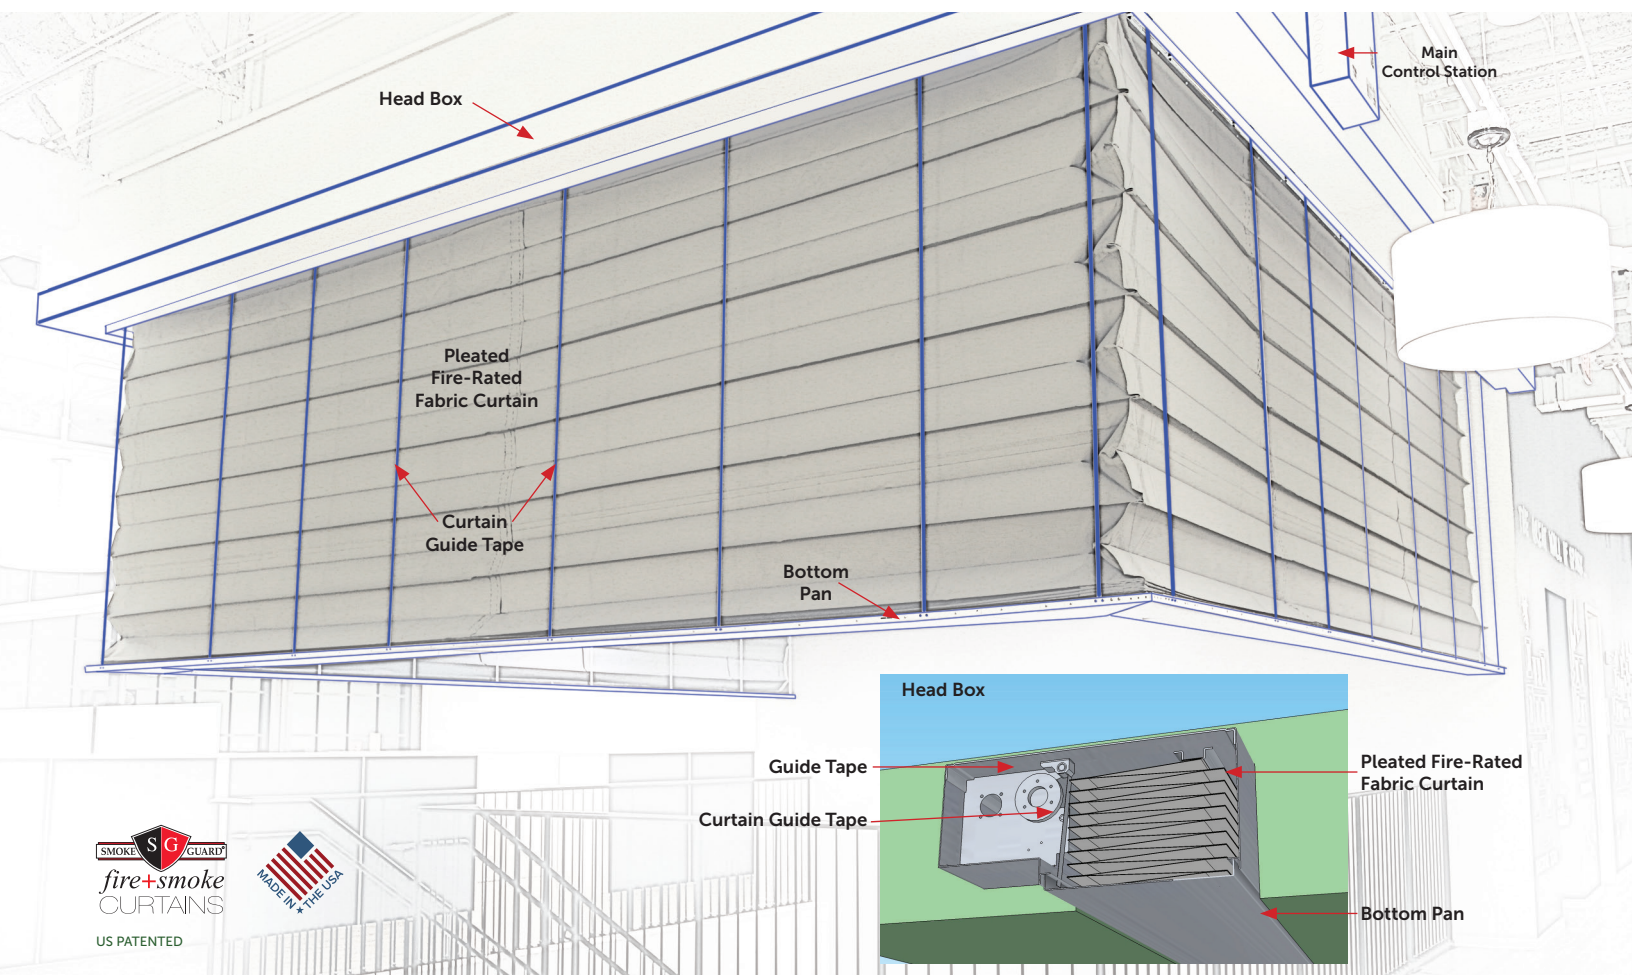 Main
Control Station
Head Box
Pleated
Fire-Rated
Fabric Curtain
Curtain
Guide Tape
Bottom
Pan
Head Box
Guide Tape
Pleated Fire-Rated
Fabric Curtain
Curtain Guide Tape
Bottom Pan
SMOKE SG GUARD®
fire+smoke
CURTAINS
MADE IN ★ THE USA
US PATENTED